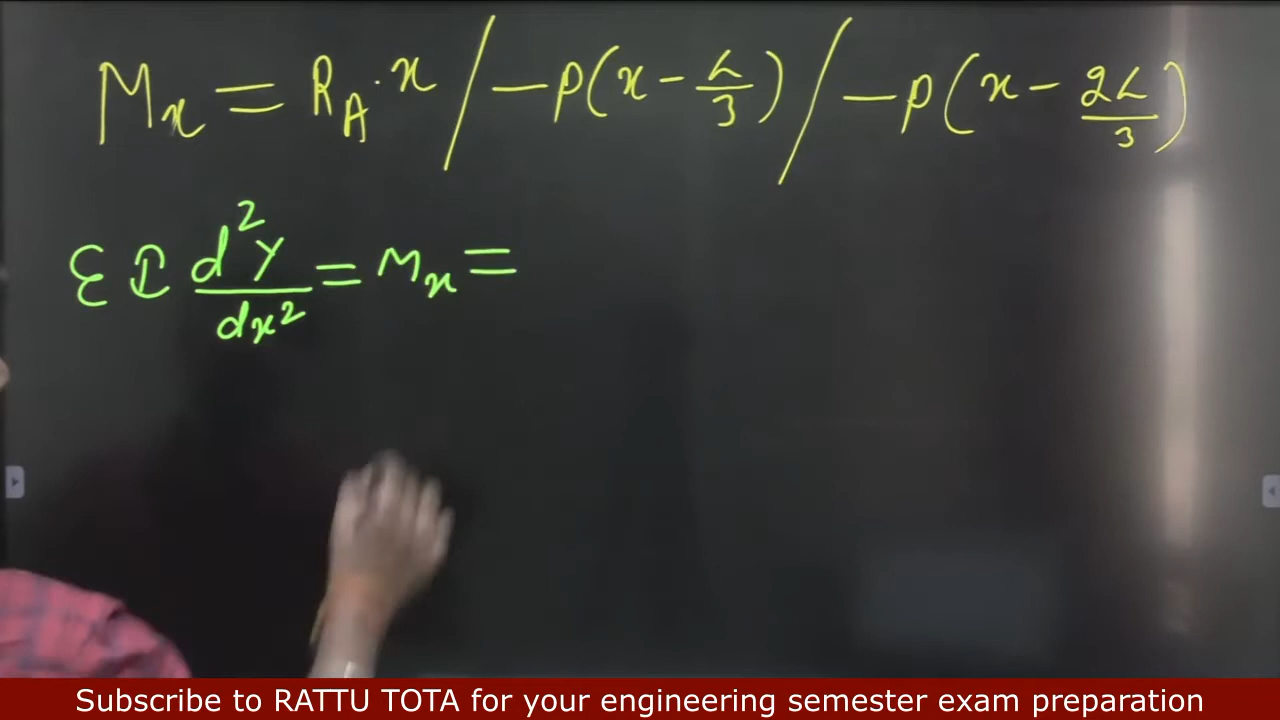 Mx = RA·x / -P(x - L/3) / -P(x - 2L/3)
EI d²y/dx² = Mx =
Subscribe to RATTU TOTA for your engineering semester exam preparation